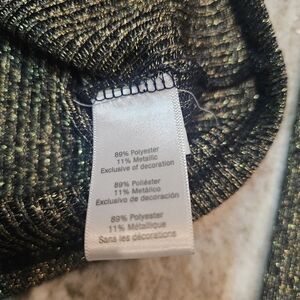 89% Polyester
11% Metallic
Exclusive of decoration
89% Poliéster
11% Metálico
Exclusivo de decoración
89% Polyester
11% Métallique
Sans les décorations